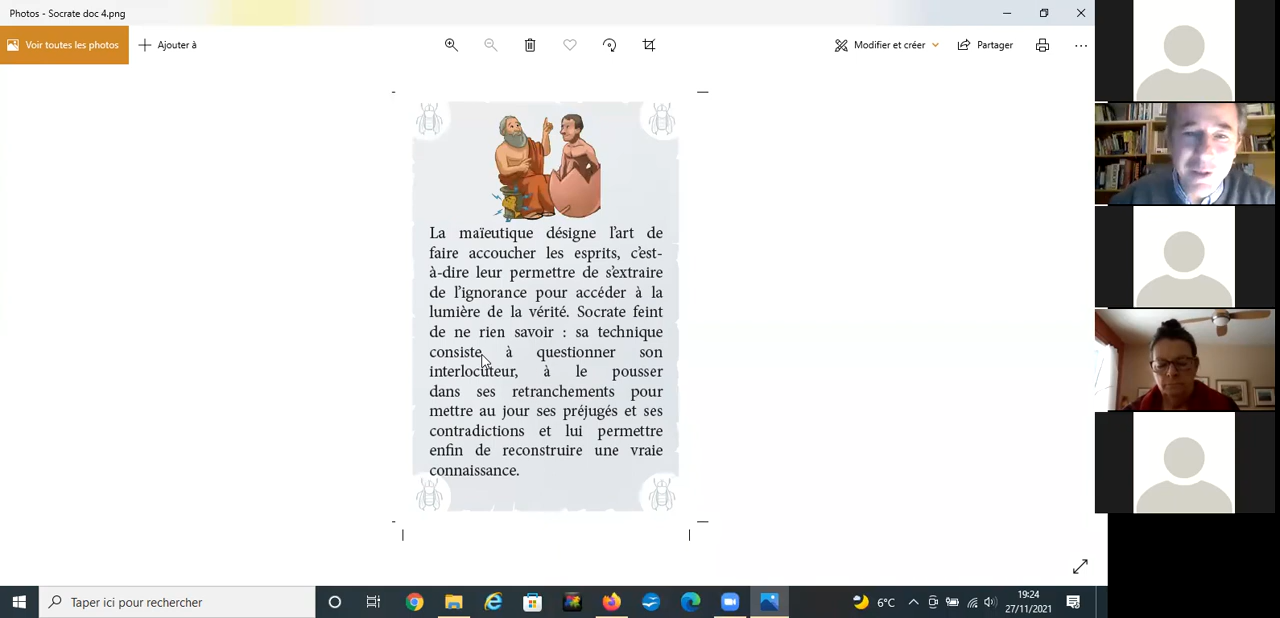 Photos - Socrate doc 4.png
Voir toutes les photos
Ajouter à
Modifier et créer
Partager
La maïeutique désigne l'art de
faire accoucher les esprits, c'est-
à-dire leur permettre de s'extraire
de l'ignorance pour accéder à la
lumière de la vérité. Socrate feint
de ne rien savoir : sa technique
consiste à questionner son
interlocuteur, à le pousser
dans ses retranchements pour
mettre au jour ses préjugés et ses
contradictions et lui permettre
enfin de reconstruire une vraie
connaissance.
Taper ici pour rechercher
6°C
19:24
27/11/2021